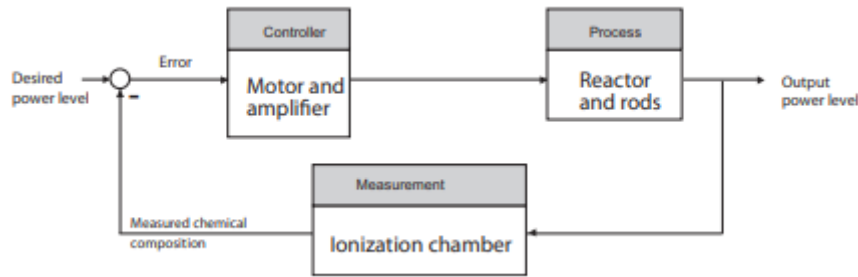 Controller
Process
Error
Desired
power level
Motor and
amplifier
Reactor
and rods
Output
power level
-
Measurement
Measured chemical
composition
Ionization chamber